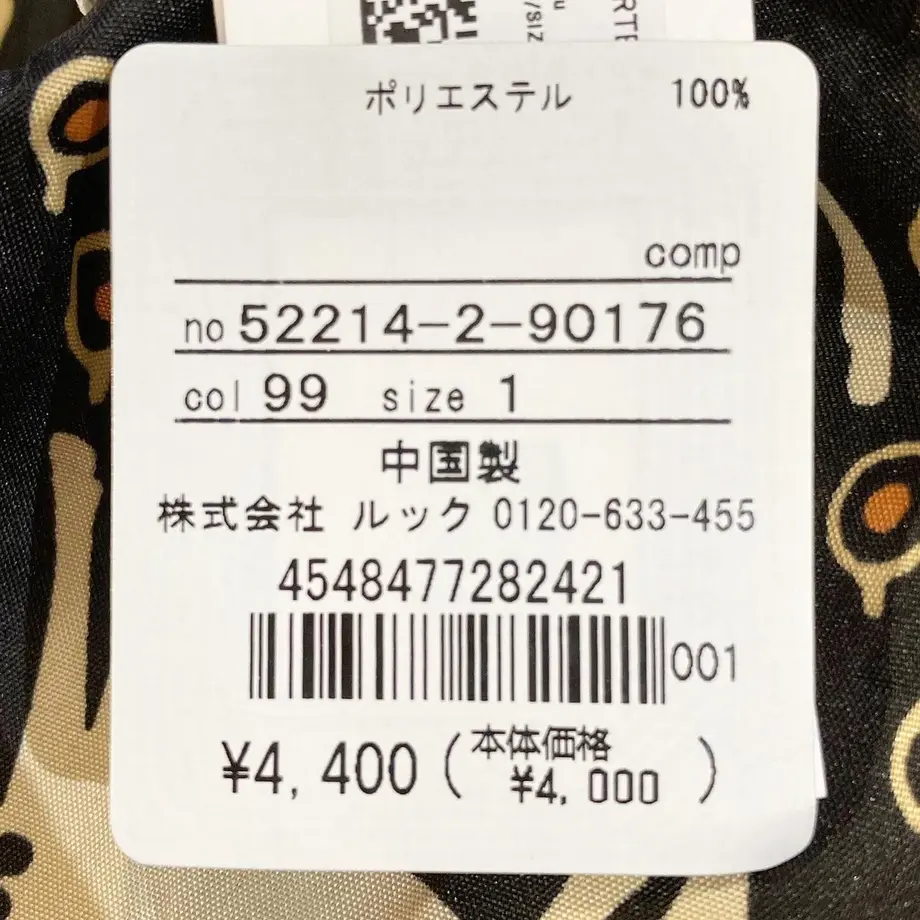 ポリエステル 100%
comp
no 52214-2-90176
col 99 size 1
中国製
株式会社 ルック 0120-633-455
4548477282421
001
¥4,400 (本体価格
¥4,000)